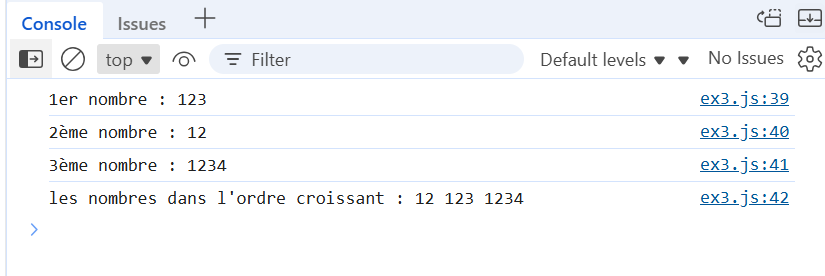 Console Issues
top Filter Default levels No Issues
1er nombre : 123 ex3.js:39
2ème nombre : 12 ex3.js:40
3ème nombre : 1234 ex3.js:41
les nombres dans l'ordre croissant : 12 123 1234 ex3.js:42